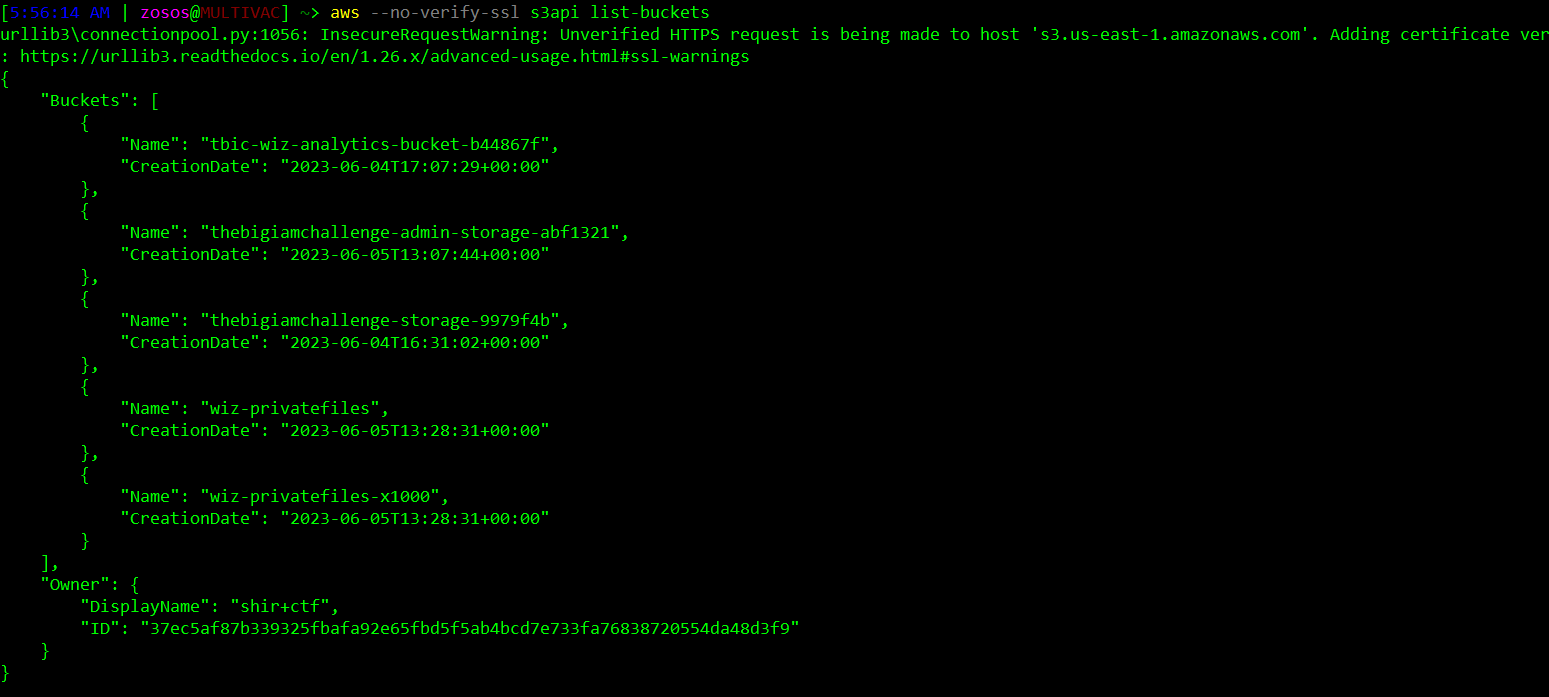 [5:56:14 AM | zosos@MULTIVAC] ~> aws --no-verify-ssl s3api list-buckets
urllib3\connectionpool.py:1056: InsecureRequestWarning: Unverified HTTPS request is being made to host 's3.us-east-1.amazonaws.com'. Adding certificate ver
: https://urllib3.readthedocs.io/en/1.26.x/advanced-usage.html#ssl-warnings
{
    "Buckets": [
        {
            "Name": "tbic-wiz-analytics-bucket-b44867f",
            "CreationDate": "2023-06-04T17:07:29+00:00"
        },
        {
            "Name": "thebigiamchallenge-admin-storage-abf1321",
            "CreationDate": "2023-06-05T13:07:44+00:00"
        },
        {
            "Name": "thebigiamchallenge-storage-9979f4b",
            "CreationDate": "2023-06-04T16:31:02+00:00"
        },
        {
            "Name": "wiz-privatefiles",
            "CreationDate": "2023-06-05T13:28:31+00:00"
        },
        {
            "Name": "wiz-privatefiles-x1000",
            "CreationDate": "2023-06-05T13:28:31+00:00"
        }
    ],
    "Owner": {
        "DisplayName": "shir+ctf",
        "ID": "37ec5af87b339325fbafa92e65fbd5f5ab4bcd7e733fa76838720554da48d3f9"
    }
}